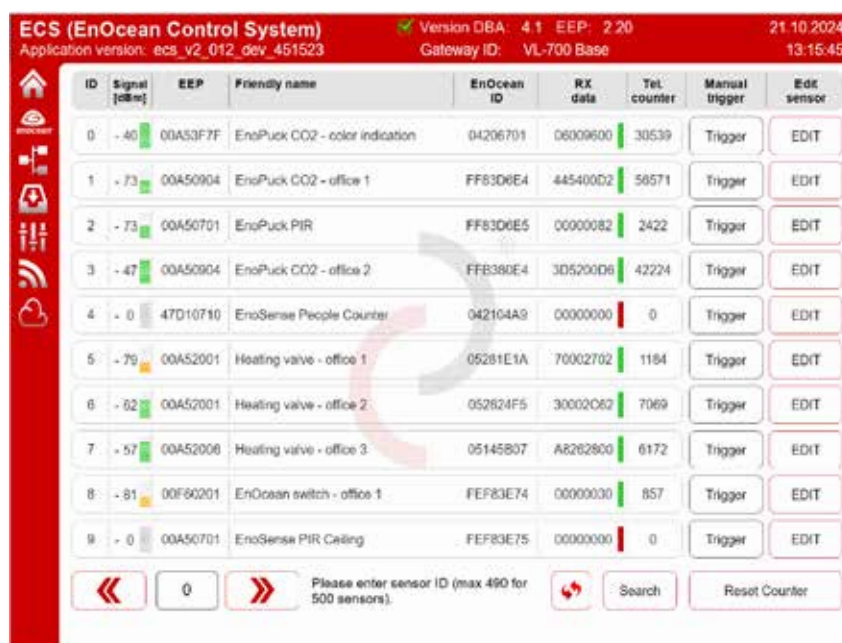 ECS (EnOcean Control System) Version DBA: 4.1 EEP: 2.20 21.10.2024
Application version: ecs_v2_012_dev_451523 Gateway ID: VL-700 Base 13:15:45
ID Signal [dBm] EEP Friendly name EnOcean ID RX data Tel. counter Manual trigger Edit sensor
enocean
0 - 40 00A53F7F EnoPuck CO2 - color indication 04206701 06009600 30539 Trigger EDIT
1 - 73 00A50904 EnoPuck CO2 - office 1 FF83D6E4 445400D2 56571 Trigger EDIT
2 - 73 00A50701 EnoPuck PIR FF83D6E5 00000082 2422 Trigger EDIT
3 - 47 00A50904 EnoPuck CO2 - office 2 FFB380E4 3D5200D6 42224 Trigger EDIT
4 - 0 47D10710 EnoSense People Counter 042104A9 00000000 0 Trigger EDIT
5 - 79 00A52001 Heating valve - office 1 05281E1A 70002702 1184 Trigger EDIT
6 - 62 00A52001 Heating valve - office 2 052824F5 30002C62 7069 Trigger EDIT
7 - 57 00A52006 Heating valve - office 3 05145B07 A8262800 6172 Trigger EDIT
8 - 81 00F60201 EnOcean switch - office 1 FEF83E74 00000030 857 Trigger EDIT
9 - 0 00A50701 EnoSense PIR Ceiling FEF83E75 00000000 0 Trigger EDIT
0 Please enter sensor ID (max 490 for 500 sensors). Search Reset Counter